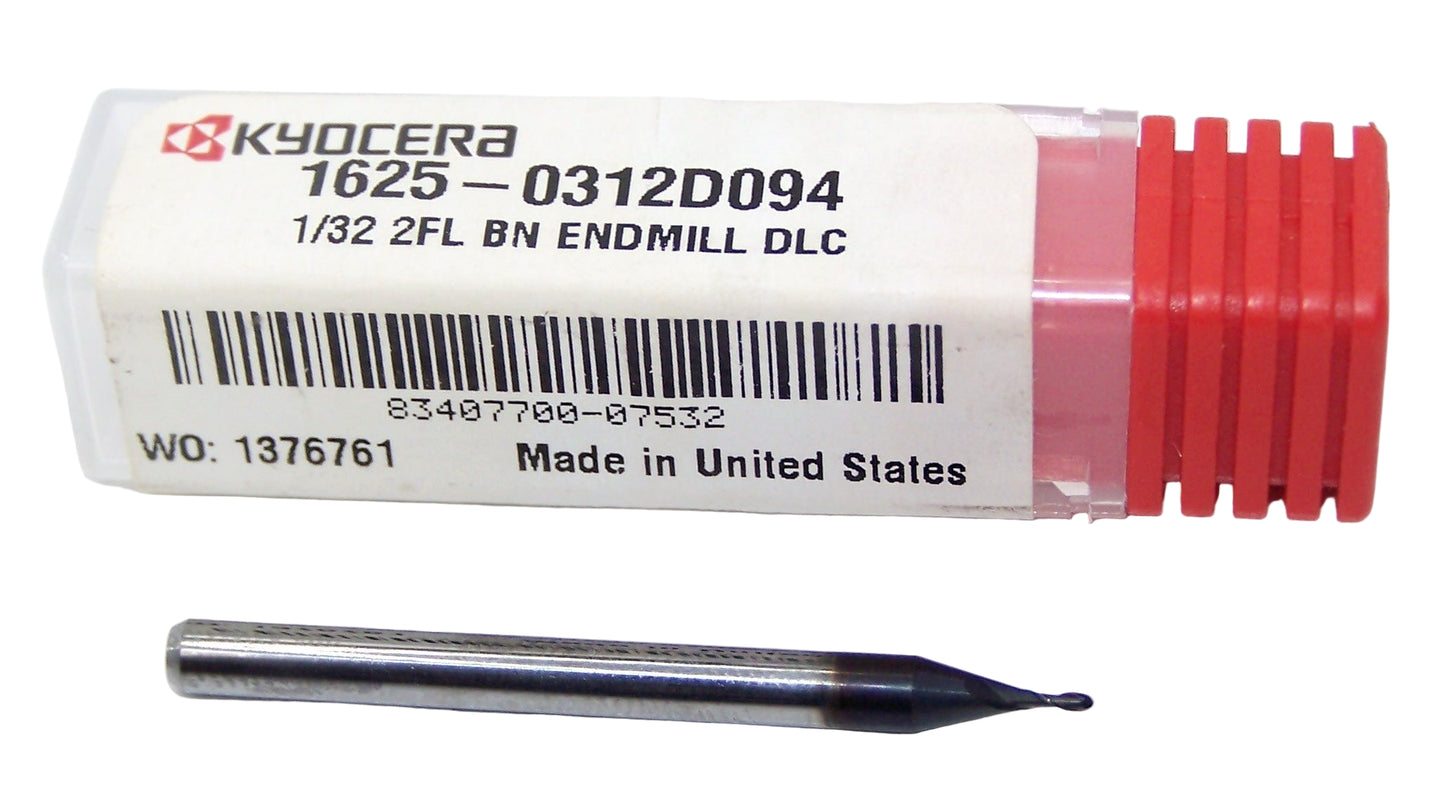 KYOCERA
1625-0312D094
1/32 2FL BN ENDMILL DLC
83407700-07532
WO: 1376761 Made in United States